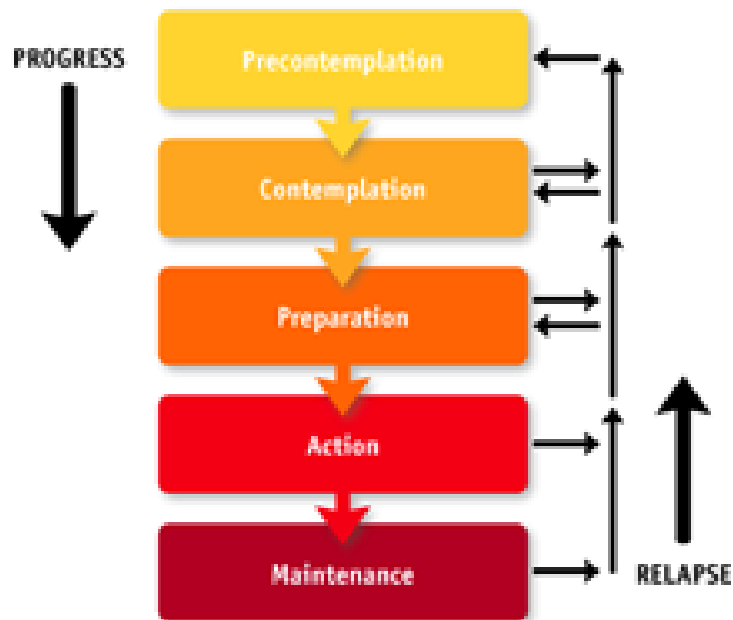 PROGRESS
Precontemplation
Contemplation
Preparation
Action
Maintenance
RELAPSE